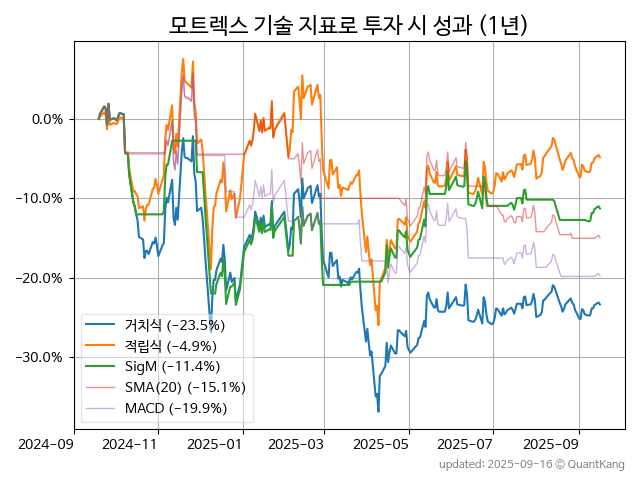 모트렉스 기술 지표로 투자 시 성과 (1년)
0.0%
−10.0%
−20.0%
−30.0%
거치식 (−23.5%)
적립식 (−4.9%)
SigM (−11.4%)
SMA(20) (−15.1%)
MACD (−19.9%)
2024-09 2024-11 2025-01 2025-03 2025-05 2025-07 2025-09
updated: 2025-09-16 © QuantKang